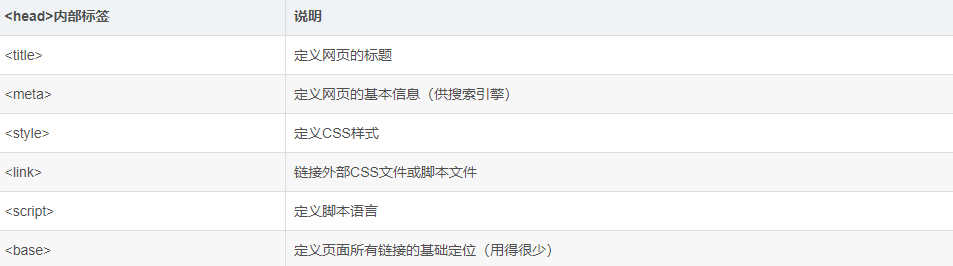 <head>内部标签 说明
<title> 定义网页的标题
<meta> 定义网页的基本信息（供搜索引擎）
<style> 定义CSS样式
<link> 链接外部CSS文件或脚本文件
<script> 定义脚本语言
<base> 定义页面所有链接的基础定位（用得很少）